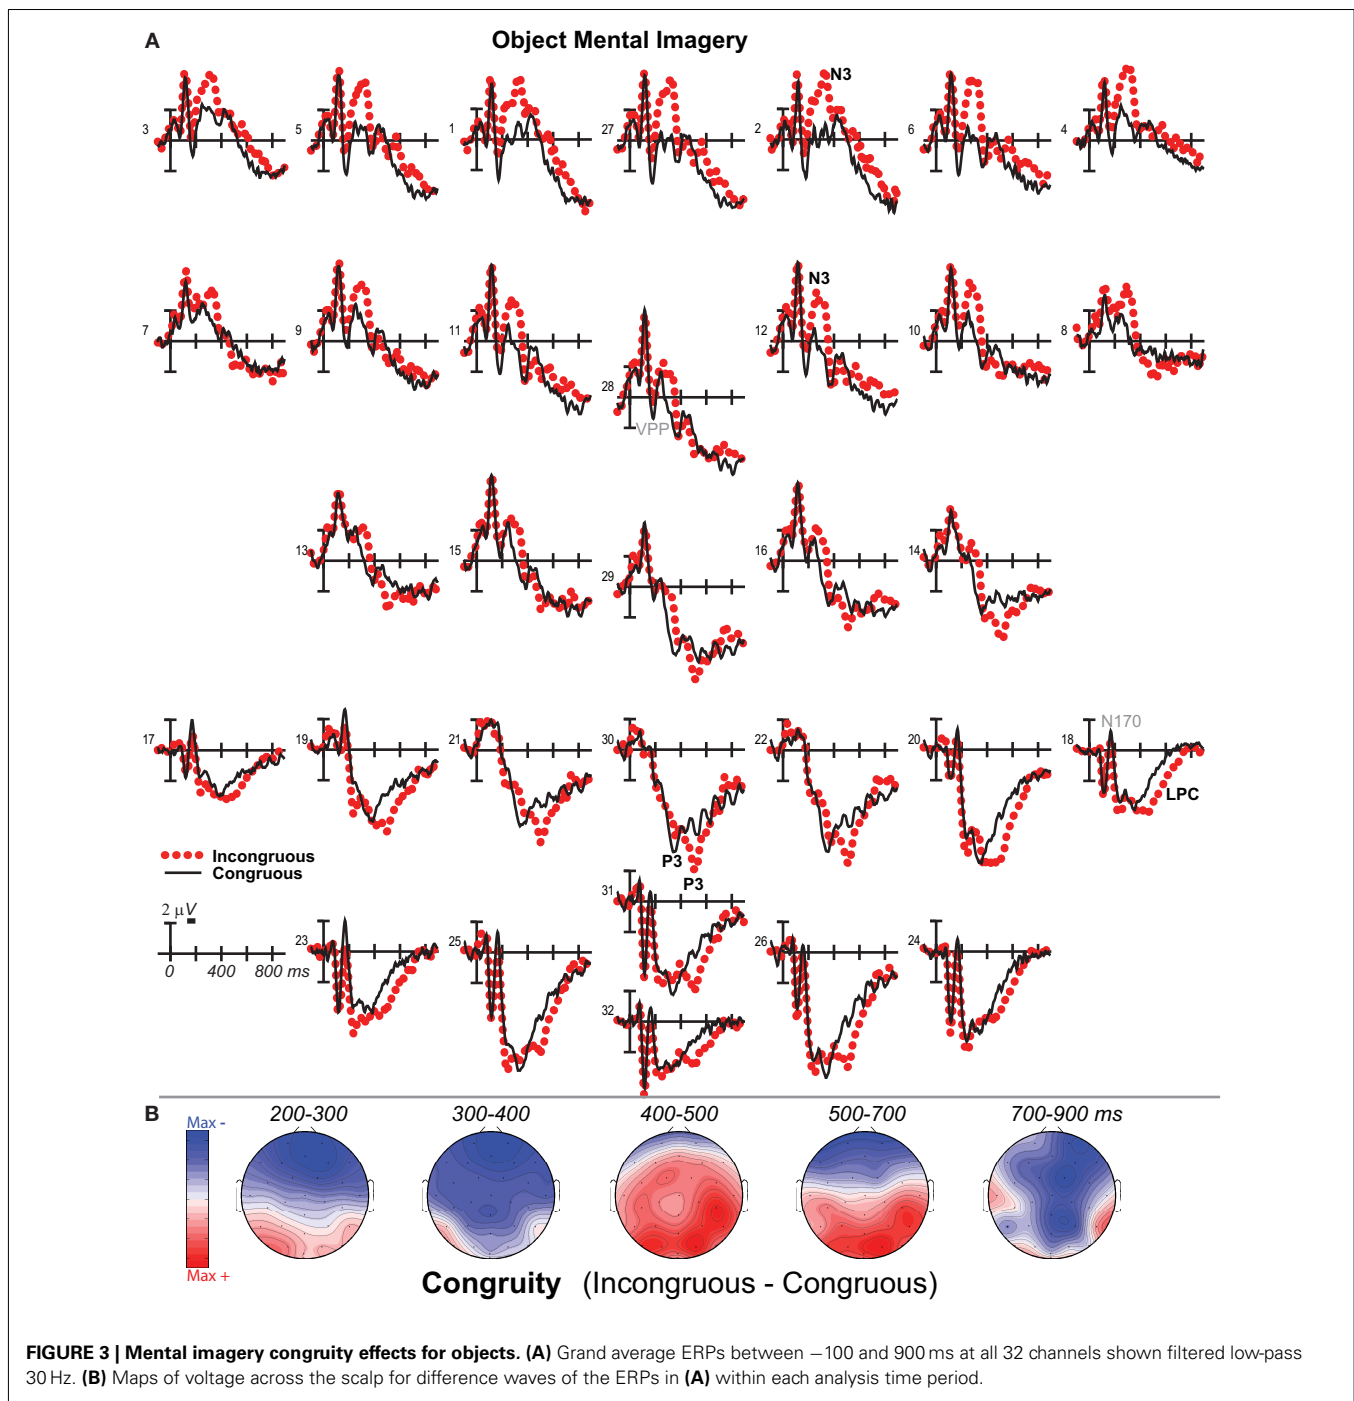 A
Object Mental Imagery
3
5
1
27
2
N3
6
4
7
9
11
28
VPP
12
N3
10
8
13
15
29
16
14
17
19
21
30
P3
22
20
18
N170
LPC
Incongruous
Congruous
P3
31
2 μV
0 400 800 ms
23
25
32
26
24
B
200-300 300-400 400-500 500-700 700-900 ms
Max -
Max +
Congruity (Incongruous - Congruous)
FIGURE 3 | Mental imagery congruity effects for objects. (A) Grand average ERPs between −100 and 900 ms at all 32 channels shown filtered low-pass
30 Hz. (B) Maps of voltage across the scalp for difference waves of the ERPs in (A) within each analysis time period.